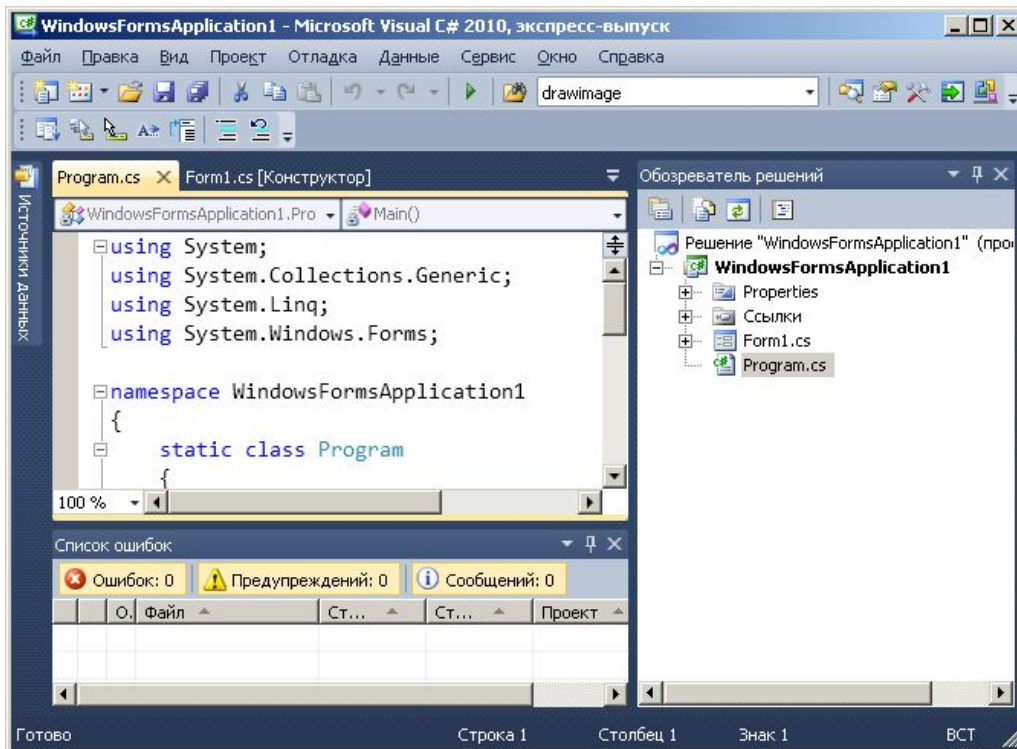 WindowsFormsApplication1 - Microsoft Visual C# 2010, экспресс-выпуск
Файл Правка Вид Проект Отладка Данные Сервис Окно Справка
drawimage
Источники данных
Program.cs Form1.cs [Конструктор]
WindowsFormsApplication1.Pro Main()
using System;
using System.Collections.Generic;
using System.Linq;
using System.Windows.Forms;
namespace WindowsFormsApplication1
{
static class Program
{
100 %
Обозреватель решений
Решение "WindowsFormsApplication1" (прое
WindowsFormsApplication1
Properties
Ссылки
Form1.cs
Program.cs
Список ошибок
Ошибок: 0 Предупреждений: 0 Сообщений: 0
О. Файл Ст... Ст... Проект
Готово Строка 1 Столбец 1 Знак 1 ВСТ